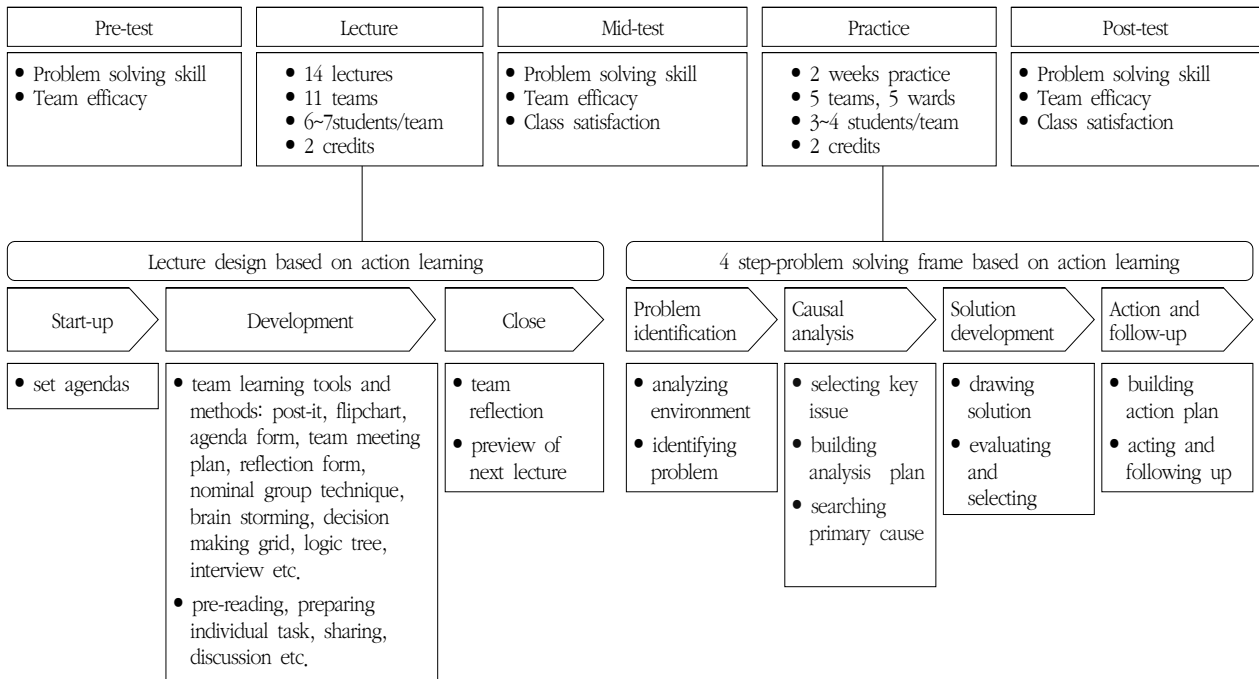 Pre-test
Lecture
Mid-test
Practice
Post-test
• Problem solving skill
• Team efficacy
• 14 lectures
• 11 teams
• 6~7students/team
• 2 credits
• Problem solving skill
• Team efficacy
• Class satisfaction
• 2 weeks practice
• 5 teams, 5 wards
• 3~4 students/team
• 2 credits
• Problem solving skill
• Team efficacy
• Class satisfaction
Lecture design based on action learning
4 step-problem solving frame based on action learning
Start-up
Development
Close
Problem
identification
Causal
analysis
Solution
development
Action and
follow-up
• set agendas
• team learning tools and
methods: post-it, flipchart,
agenda form, team meeting
plan, reflection form,
nominal group technique,
brain storming, decision
making grid, logic tree,
interview etc.
• pre-reading, preparing
individual task, sharing,
discussion etc.
• team
reflection
• preview of
next lecture
• analyzing
environment
• identifying
problem
• selecting key
issue
• building
analysis plan
• searching
primary cause
• drawing
solution
• evaluating
and
selecting
• building
action plan
• acting and
following up